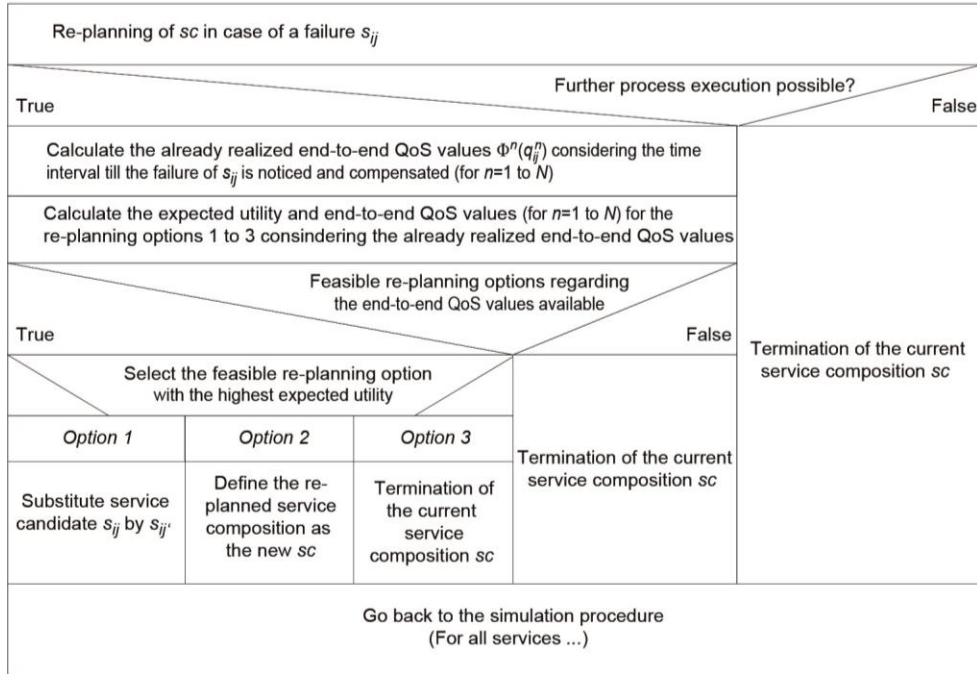 Re-planning of sc in case of a failure s_ij
Further process execution possible?
True
False
Calculate the already realized end-to-end QoS values Φ^n(q_ij^n) considering the time
interval till the failure of s_ij is noticed and compensated (for n=1 to N)
Calculate the expected utility and end-to-end QoS values (for n=1 to N) for the
re-planning options 1 to 3 consindering the already realized end-to-end QoS values
Feasible re-planning options regarding
the end-to-end QoS values available
True
False
Termination of the current
service composition sc
Select the feasible re-planning option
with the highest expected utility
Option 1
Option 2
Option 3
Termination of the current
service composition sc
Substitute service
candidate s_ij by s_ij'
Define the re-
planned service
composition as
the new sc
Termination of
the current
service
composition sc
Go back to the simulation procedure
(For all services ...)